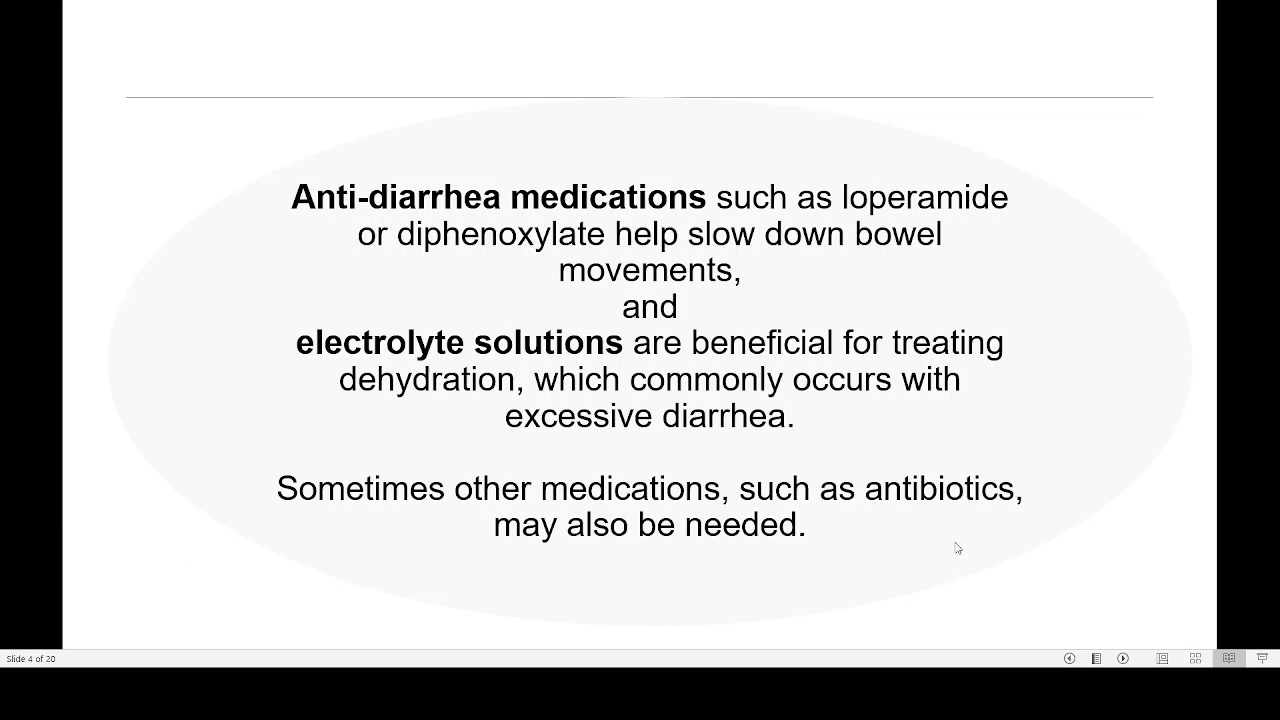 Anti-diarrhea medications such as loperamide
or diphenoxylate help slow down bowel
movements,
and
electrolyte solutions are beneficial for treating
dehydration, which commonly occurs with
excessive diarrhea.
Sometimes other medications, such as antibiotics,
may also be needed.
Slide 4 of 20